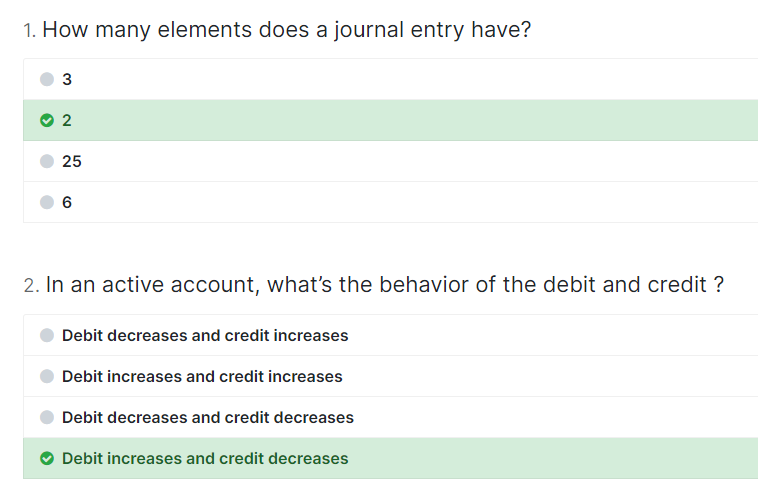 1. How many elements does a journal entry have?
3
2
25
6
2. In an active account, what’s the behavior of the debit and credit ?
Debit decreases and credit increases
Debit increases and credit increases
Debit decreases and credit decreases
Debit increases and credit decreases